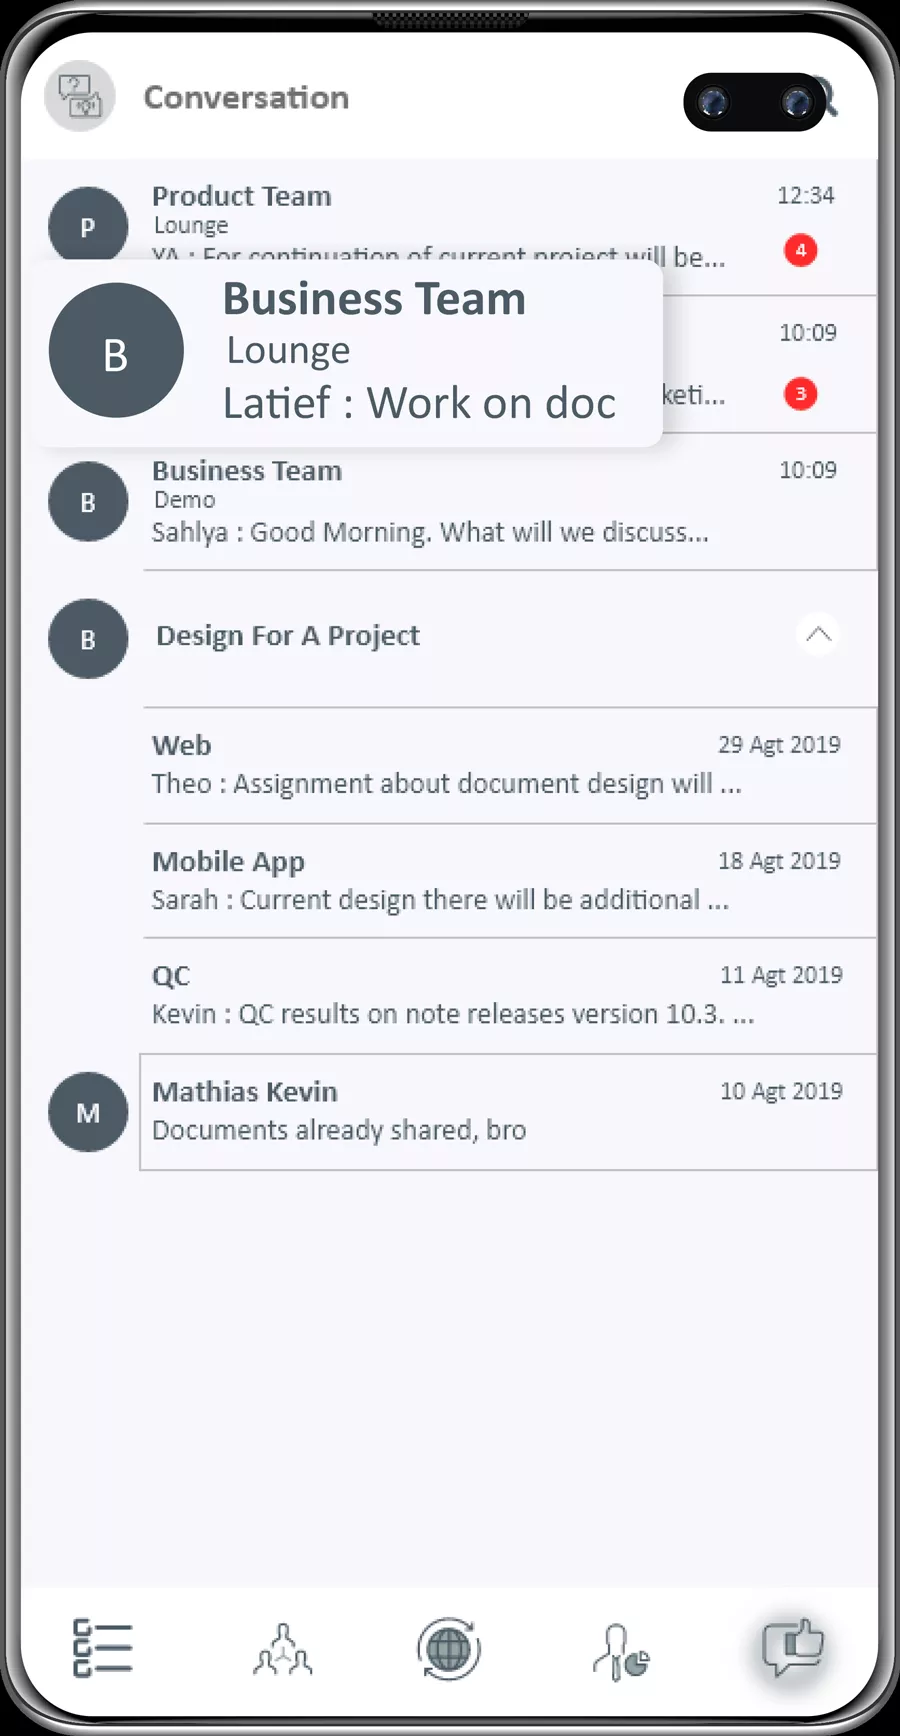 Conversation
P
Product Team
12:34
Lounge
YA : For continuation of current project will be...
4
B
Business Team
Lounge
Latief : Work on doc
10:09
keti...
3
B
Business Team
10:09
Demo
Sahlya : Good Morning. What will we discuss...
B
Design For A Project
Web
29 Agt 2019
Theo : Assignment about document design will ...
Mobile App
18 Agt 2019
Sarah : Current design there will be additional ...
QC
11 Agt 2019
Kevin : QC results on note releases version 10.3. ...
M
Mathias Kevin
10 Agt 2019
Documents already shared, bro